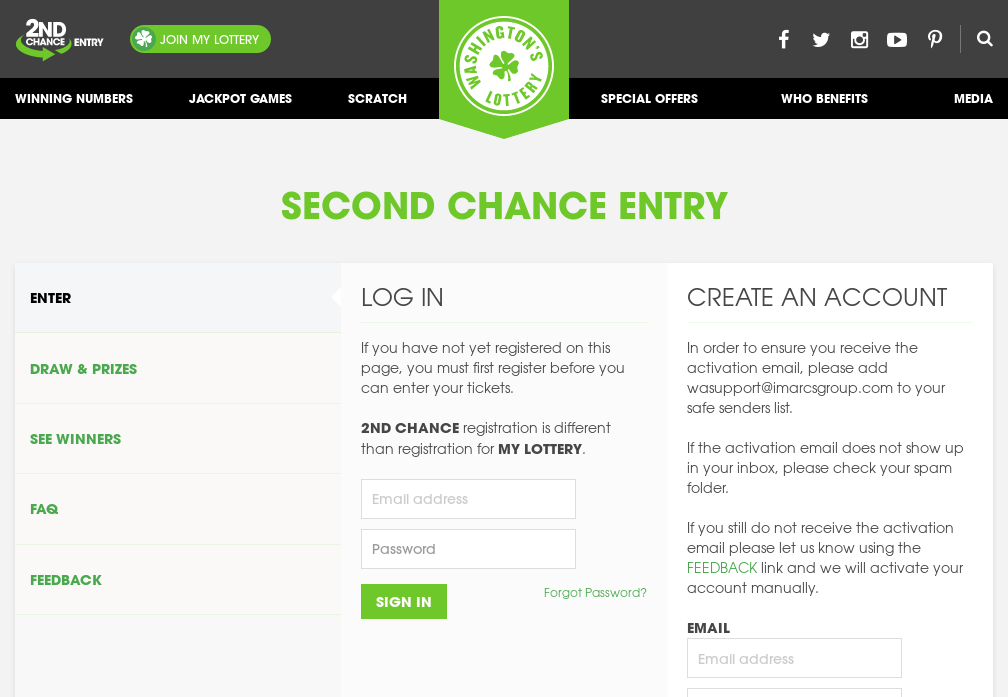 2ND
CHANCE ENTRY
JOIN MY LOTTERY
WASHINGTON'S
LOTTERY
WINNING NUMBERS
JACKPOT GAMES
SCRATCH
SPECIAL OFFERS
WHO BENEFITS
MEDIA
SECOND CHANCE ENTRY
ENTER
DRAW & PRIZES
SEE WINNERS
FAQ
FEEDBACK
LOG IN
If you have not yet registered on this
page, you must first register before you
can enter your tickets.
2ND CHANCE registration is different
than registration for MY LOTTERY.
Email address
Password
SIGN IN
Forgot Password?
CREATE AN ACCOUNT
In order to ensure you receive the
activation email, please add
wasupport@imarcsgroup.com to your
safe senders list.
If the activation email does not show up
in your inbox, please check your spam
folder.
If you still do not receive the activation
email please let us know using the
FEEDBACK link and we will activate your
account manually.
EMAIL
Email address